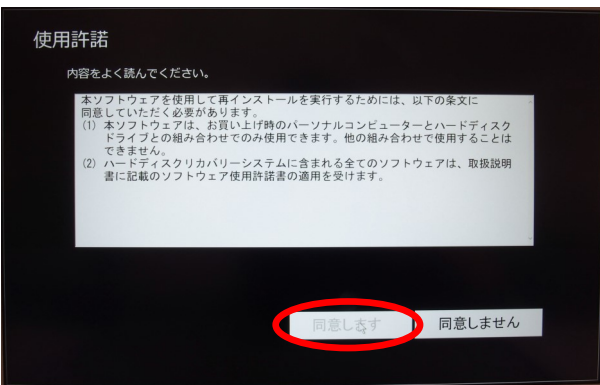 使用許諾
内容をよく読んでください。
本ソフトウェアを使用して再インストールを実行するためには、以下の条文に
同意していただく必要があります。
(1) 本ソフトウェアは、お買い上げ時のパーソナルコンピューターとハードディスク
ドライブとの組み合わせでのみ使用できます。他の組み合わせで使用することは
できません。
(2) ハードディスクリカバリーシステムに含まれる全てのソフトウェアは、取扱説明
書に記載のソフトウェア使用許諾書の適用を受けます。
同意します 同意しません